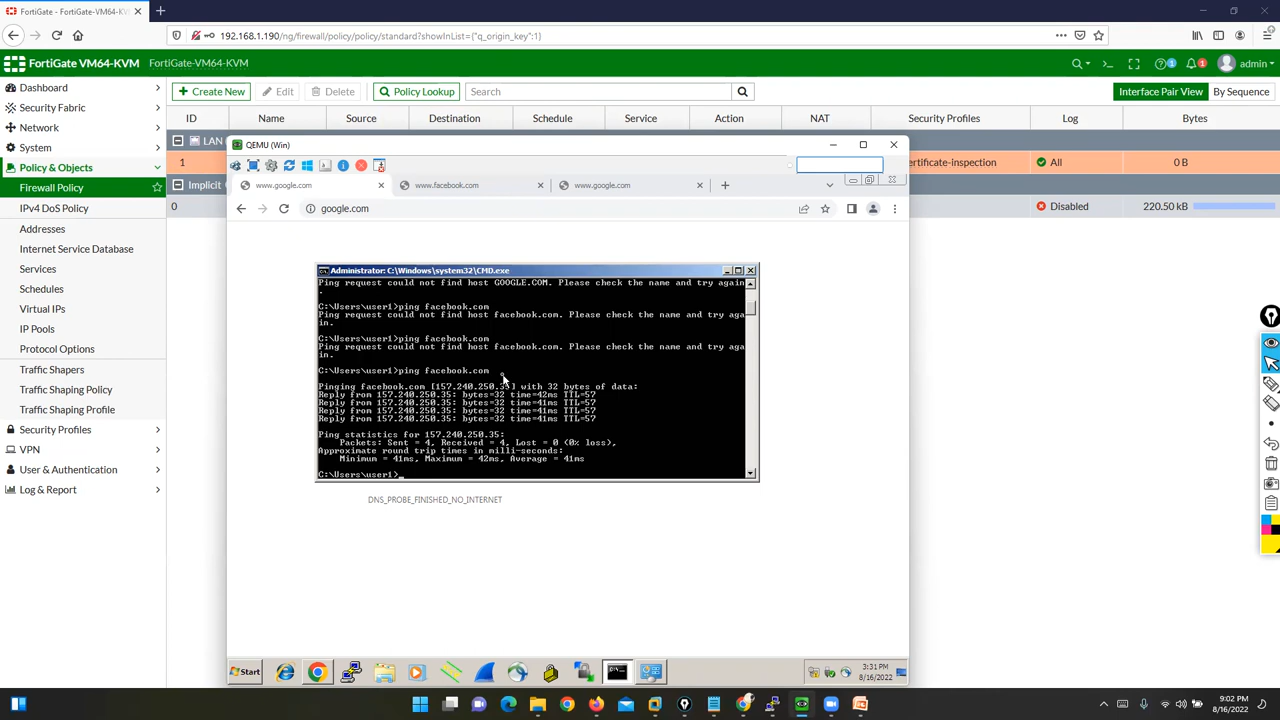 FortiGate - FortiGate-VM64-KV
192.168.1.190/ng/firewall/policy/policy/standard?showInList={"q_origin_key":1}
FortiGate VM64-KVM
FortiGate-VM64-KVM
1
1
admin
Dashboard
Security Fabric
Network
System
Policy & Objects
Firewall Policy
IPv4 DoS Policy
Addresses
Internet Service Database
Services
Schedules
Virtual IPs
IP Pools
Protocol Options
Traffic Shapers
Traffic Shaping Policy
Traffic Shaping Profile
Security Profiles
VPN
User & Authentication
Log & Report
Create New
Edit
Delete
Policy Lookup
Search
Interface Pair View
By Sequence
ID
Name
Source
Destination
Schedule
Service
Action
NAT
Security Profiles
Log
Bytes
LAN
1
ertificate-inspection
All
0 B
Implicit
0
Disabled
220.50 kB
QEMU (Win)
www.google.com
www.facebook.com
www.google.com
google.com
Administrator: C:\Windows\system32\CMD.exe
Ping request could not find host GOOGLE.COM. Please check the name and try again
.
C:\Users\user1>ping facebook.com
Ping request could not find host facebook.com. Please check the name and try aga
in.
C:\Users\user1>ping facebook.com
Ping request could not find host facebook.com. Please check the name and try aga
in.
C:\Users\user1>ping facebook.com
Pinging facebook.com [157.240.250.35] with 32 bytes of data:
Reply from 157.240.250.35: bytes=32 time=42ms TTL=57
Reply from 157.240.250.35: bytes=32 time=41ms TTL=57
Reply from 157.240.250.35: bytes=32 time=41ms TTL=57
Reply from 157.240.250.35: bytes=32 time=41ms TTL=57
Ping statistics for 157.240.250.35:
Packets: Sent = 4, Received = 4, Lost = 0 (0% loss),
Approximate round trip times in milli-seconds:
Minimum = 41ms, Maximum = 42ms, Average = 41ms
C:\Users\user1>_
DNS_PROBE_FINISHED_NO_INTERNET
Start
3:31 PM
8/16/2022
9:02 PM
8/16/2022